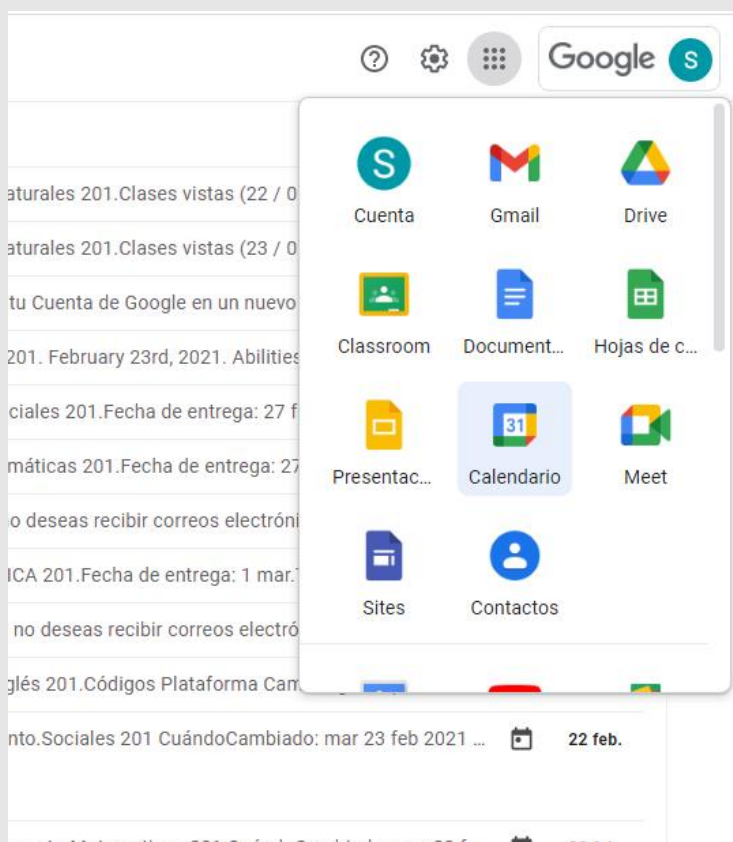 Google S
S
Cuenta Gmail Drive
Classroom Document... Hojas de c...
31
Presentac... Calendario Meet
Sites Contactos
aturales 201.Clases vistas (22 / 0
aturales 201.Clases vistas (23 / 0
tu Cuenta de Google en un nuevo
201. February 23rd, 2021. Abilities
ciales 201.Fecha de entrega: 27 f
máticas 201.Fecha de entrega: 27
o deseas recibir correos electróni
ICA 201.Fecha de entrega: 1 mar.
no deseas recibir correos electró
glés 201.Códigos Plataforma Cam
nto.Sociales 201 CuándoCambiado: mar 23 feb 2021 ... 22 feb.